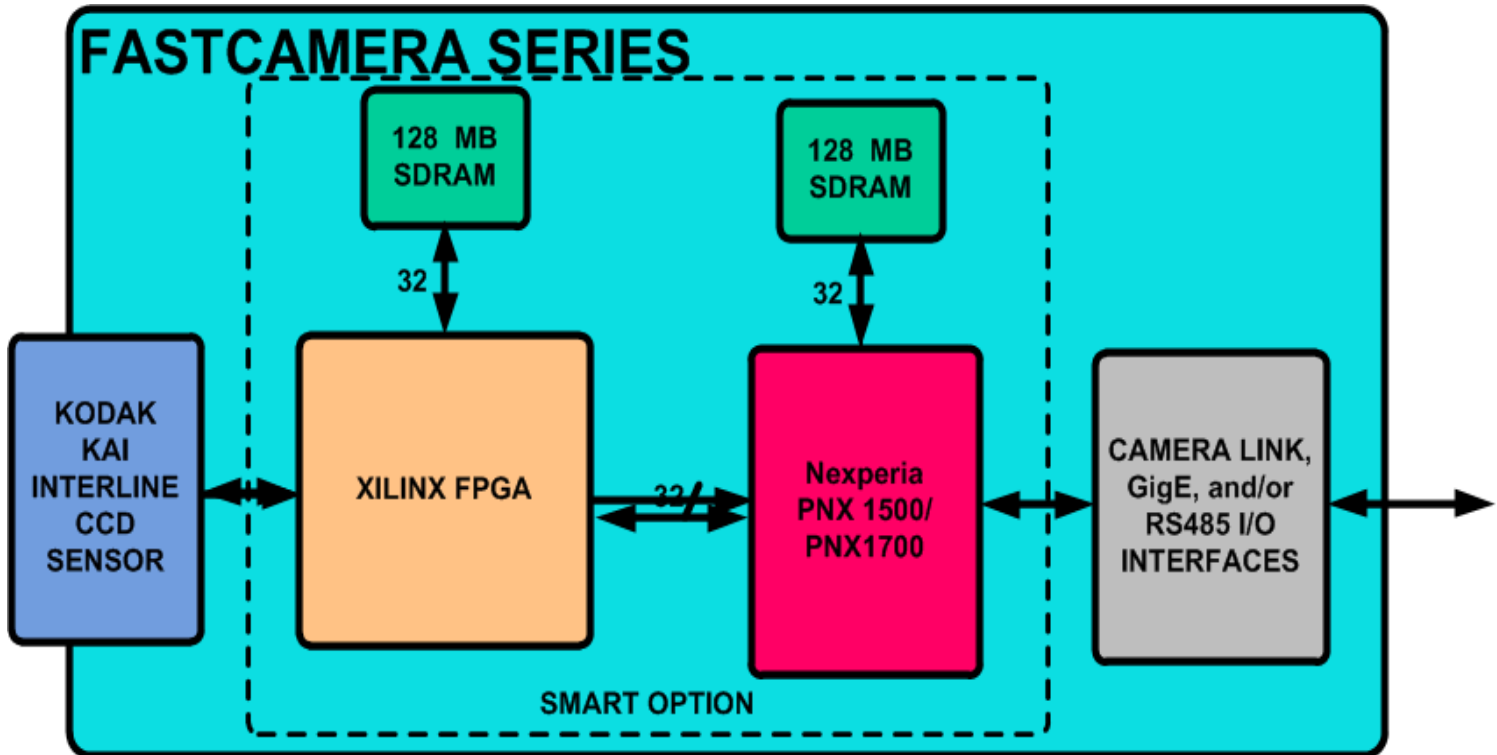 FASTCAMERA SERIES
128 MB
SDRAM
128 MB
SDRAM
32
32
KODAK
KAI
INTERLINE
CCD
SENSOR
XILINX FPGA
32/
Nexperia
PNX 1500/
PNX1700
CAMERA LINK,
GigE, and/or
RS485 I/O
INTERFACES
SMART OPTION